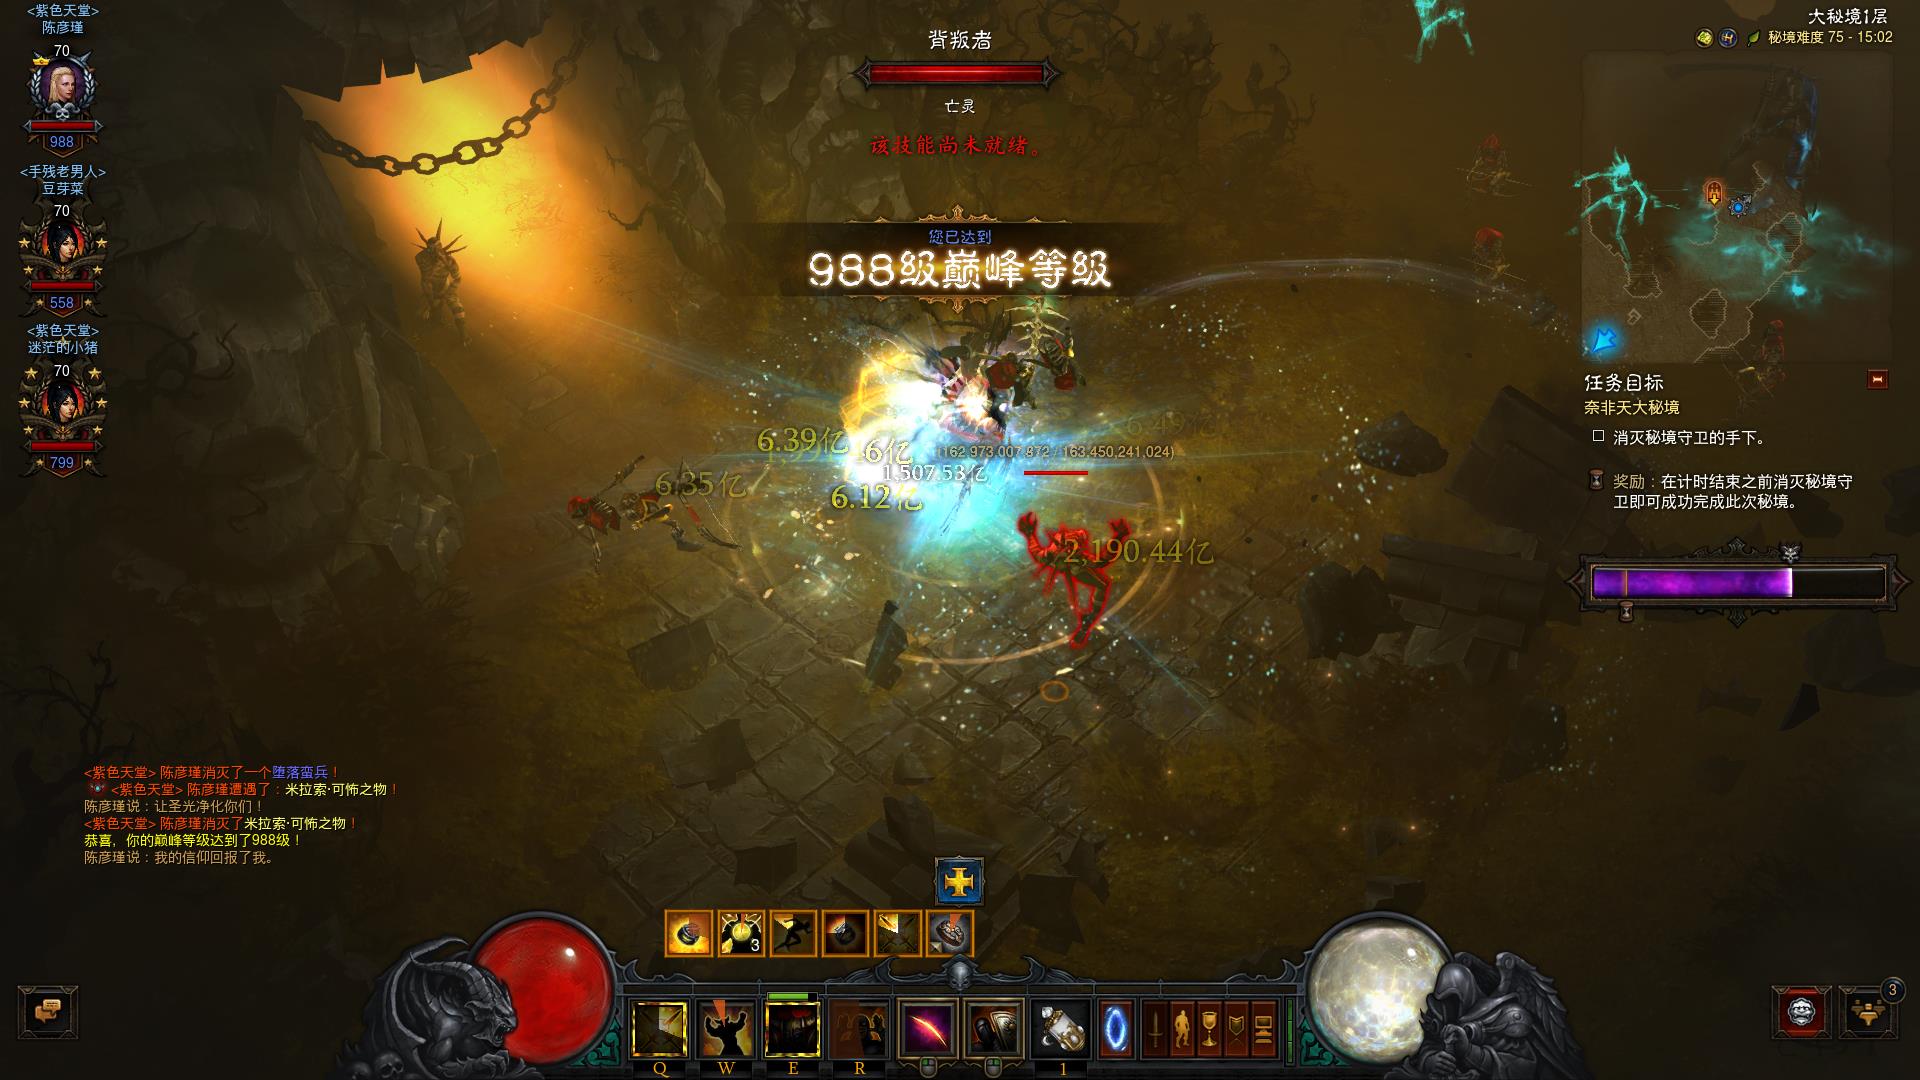 <紫色天堂>
陈彦瑾
70
988
<手残老男人>
豆芽菜
70
558
<紫色天堂>
迷茫的小猪
70
799
背叛者
亡灵
该技能尚未就绪。
您已达到
988级巅峰等级
6.39亿
6亿
6.49亿
(162,973,007,872 / 163,450,241,024)
1,507.53亿
6.35亿
6.12亿
2,190.44亿
大秘境1层
秘境难度 75 - 15:02
任务目标
奈非天大秘境
消灭秘境守卫的手下。
奖励：在计时结束之前消灭秘境守
卫即可成功完成此次秘境。
<紫色天堂> 陈彦瑾消灭了一个堕落蛮兵！
<紫色天堂> 陈彦瑾遭遇了：米拉索·可怖之物！
陈彦瑾说：让圣光净化你们！
<紫色天堂> 陈彦瑾消灭了米拉索·可怖之物！
恭喜，你的巅峰等级达到了988级！
陈彦瑾说：我的信仰回报了我。
3
Q
W
E
R
1
3